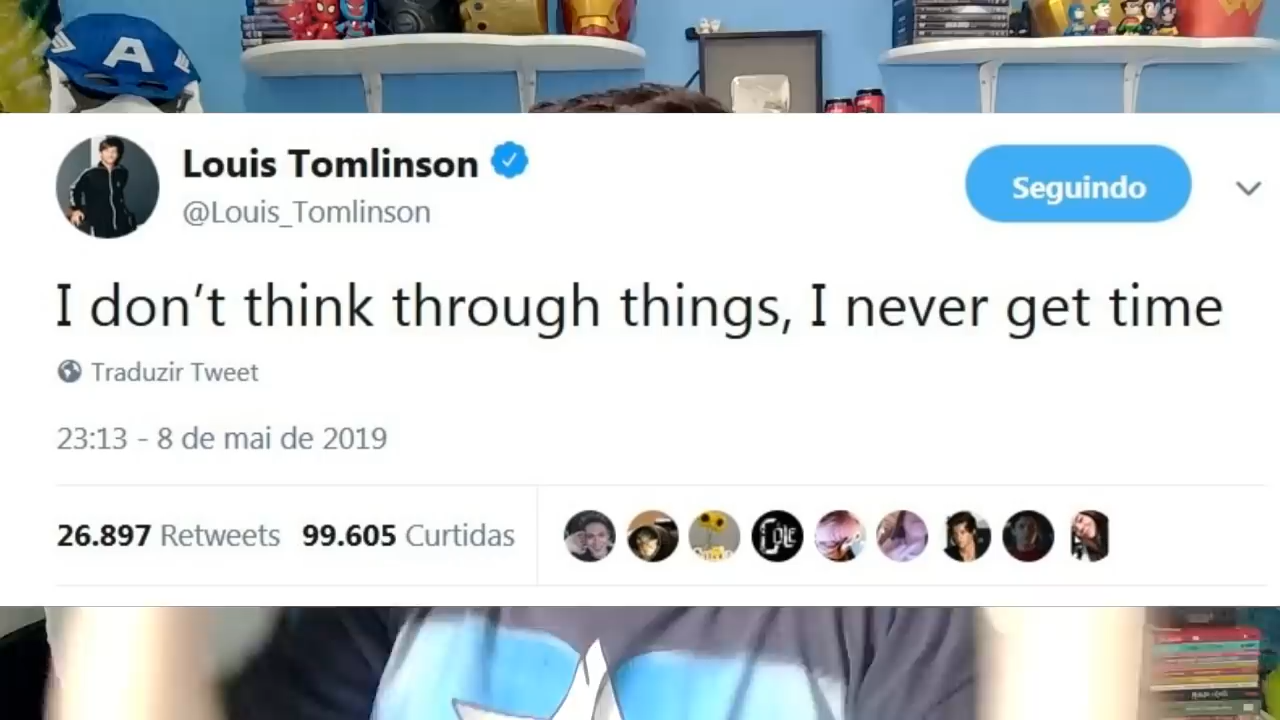 A
Louis Tomlinson
@Louis_Tomlinson
Seguindo
I don't think through things, I never get time
Traduzir Tweet
23:13 - 8 de mai de 2019
26.897 Retweets 99.605 Curtidas